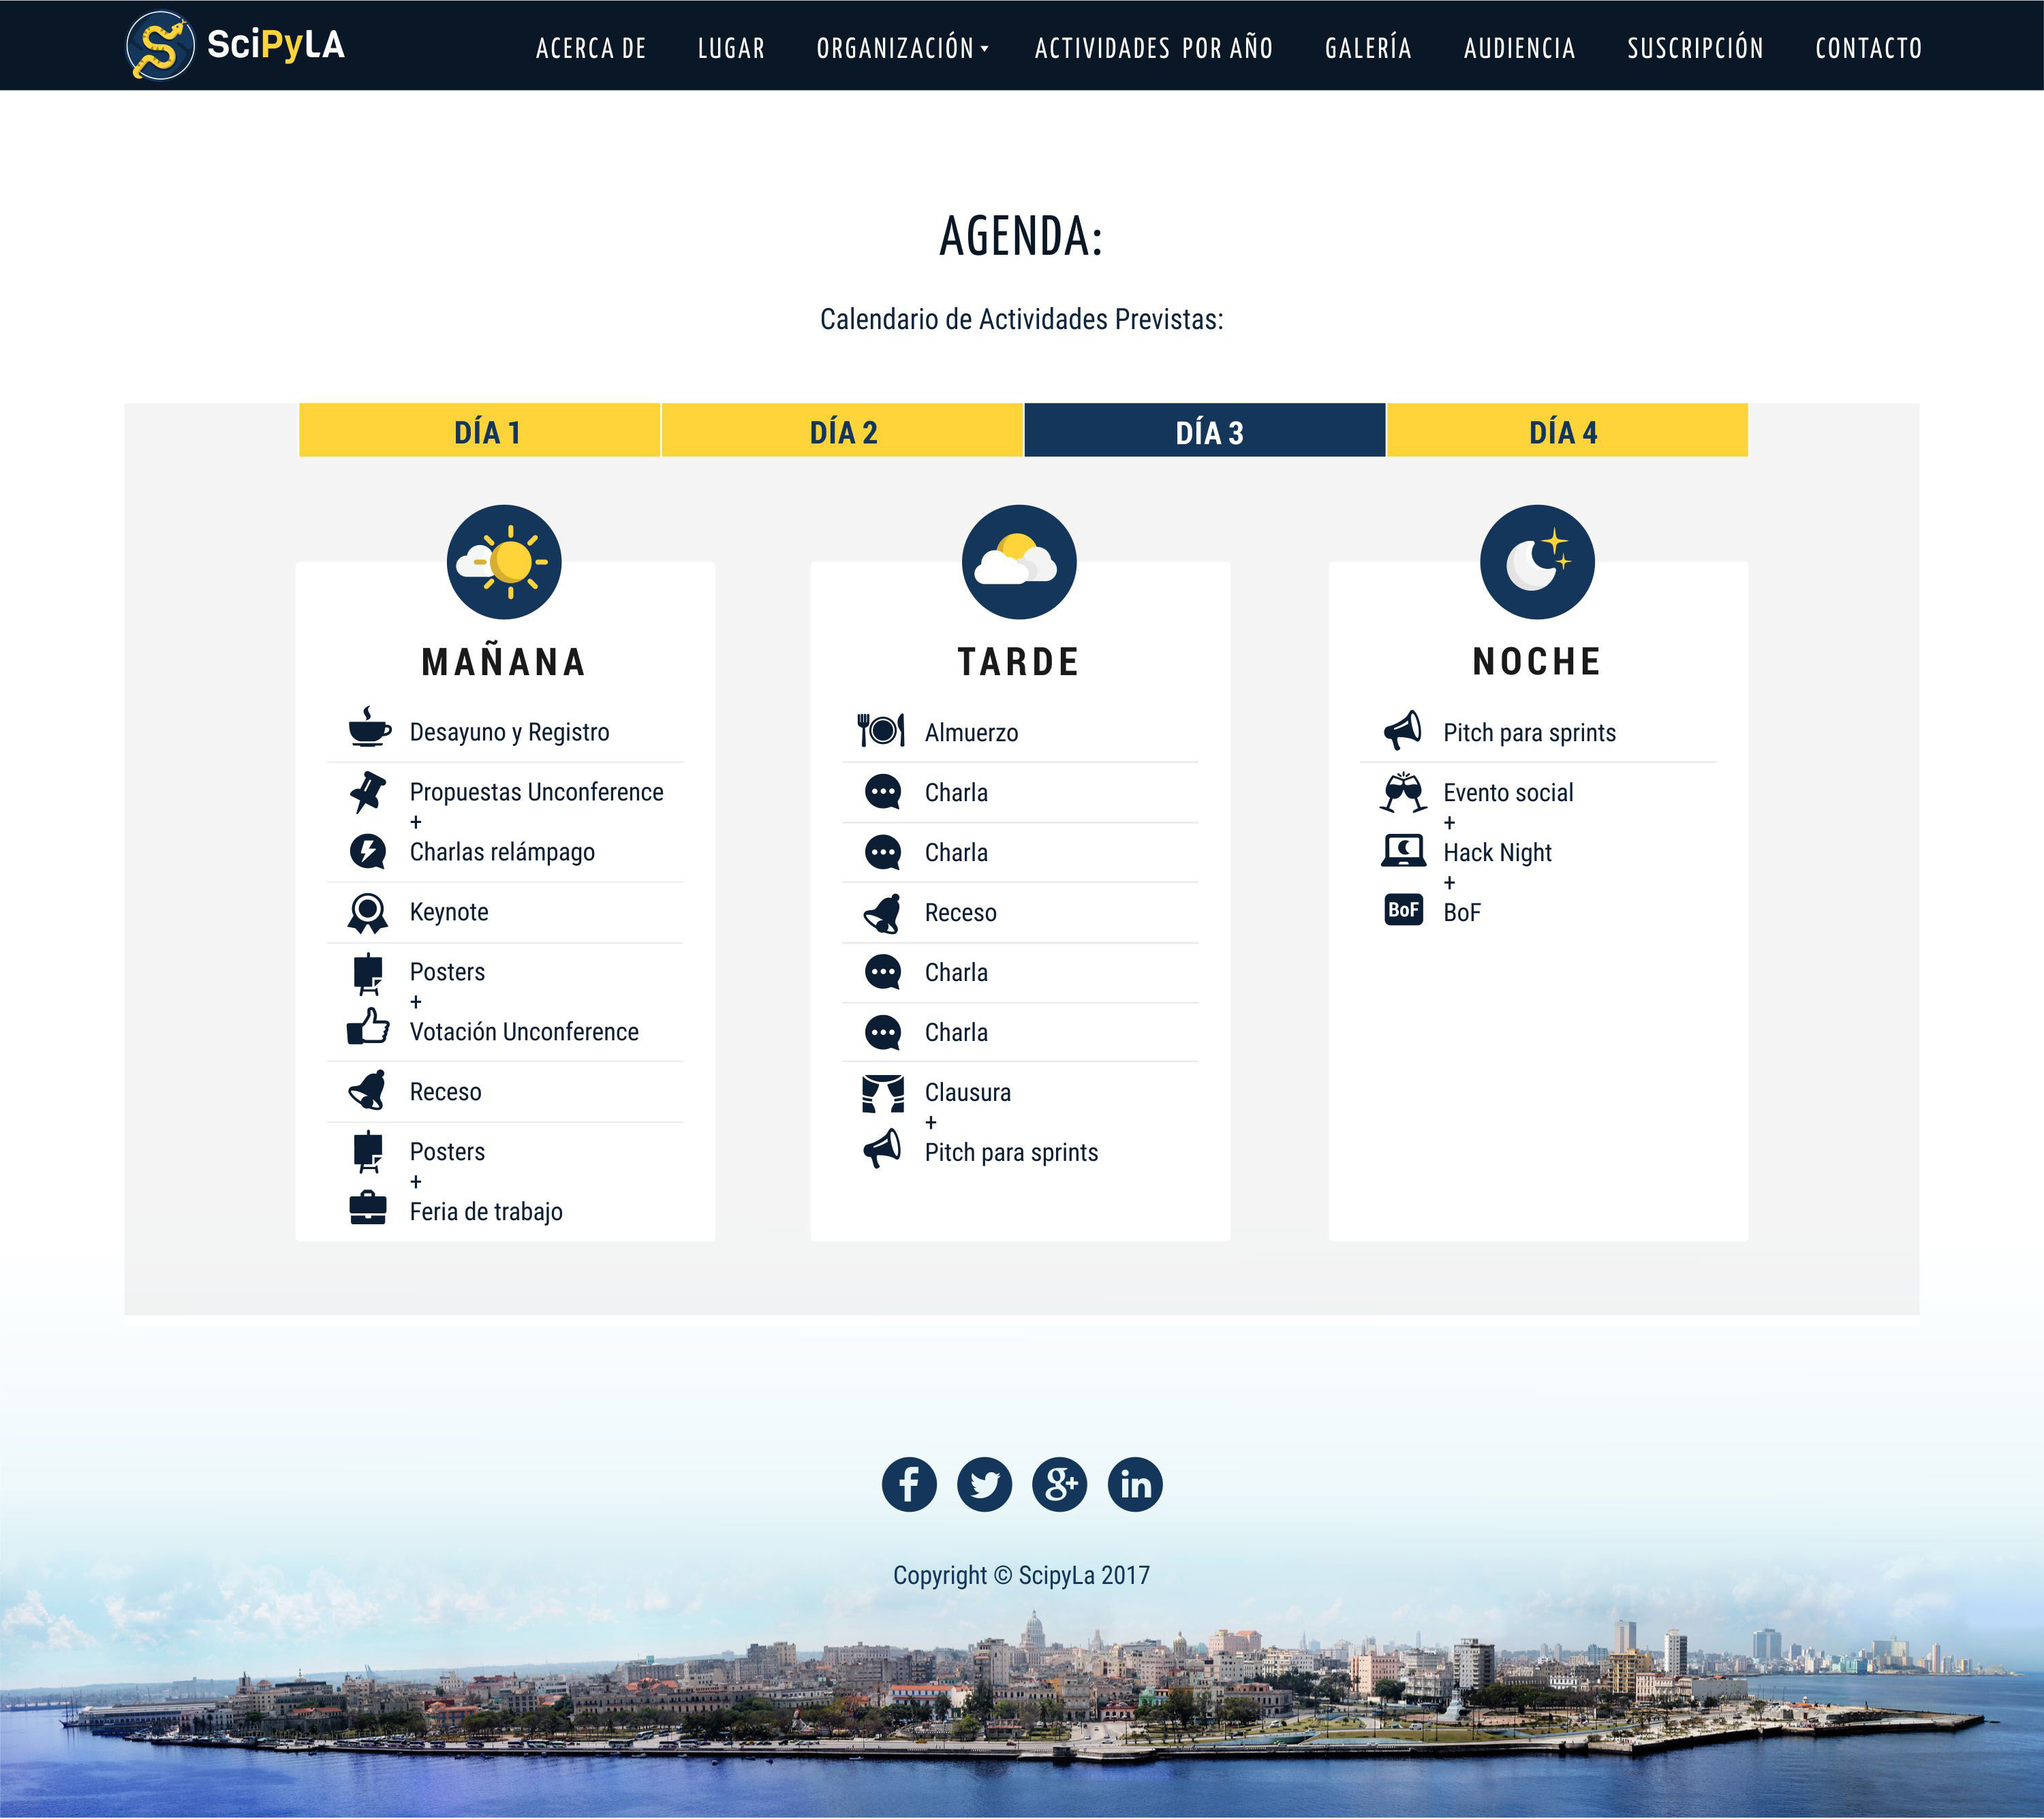 SciPyLA
ACERCA DE LUGAR ORGANIZACIÓN ACTIVIDADES POR AÑO GALERÍA AUDIENCIA SUSCRIPCIÓN CONTACTO
AGENDA:
Calendario de Actividades Previstas:
DÍA 1 DÍA 2 DÍA 3 DÍA 4
MAÑANA
Desayuno y Registro
Propuestas Unconference
+
Charlas relámpago
Keynote
Posters
+
Votación Unconference
Receso
Posters
+
Feria de trabajo
TARDE
Almuerzo
Charla
Charla
Receso
Charla
Charla
Clausura
+
Pitch para sprints
NOCHE
Pitch para sprints
Evento social
+
Hack Night
+
BoF BoF
f g+ in
Copyright © ScipyLa 2017